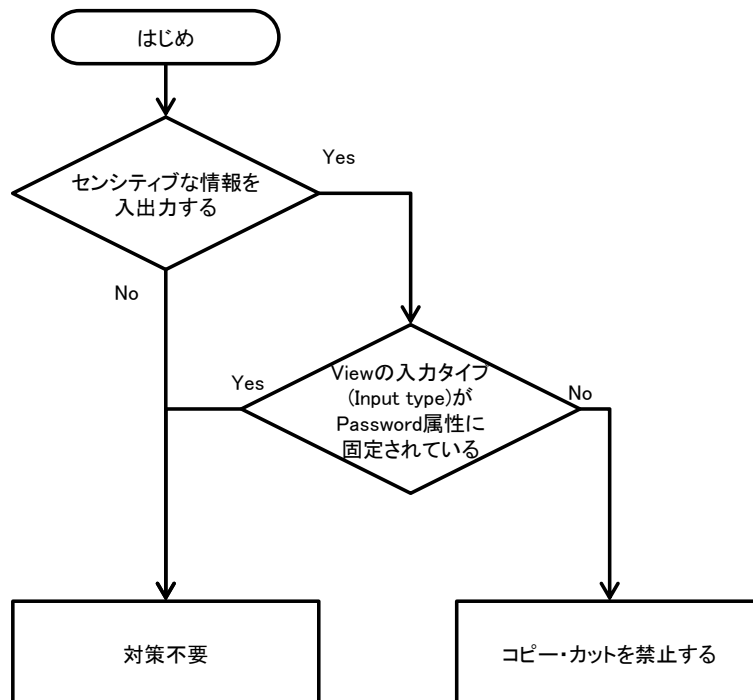 はじめ
Yes
センシティブな情報を
入出力する
No
Viewの入力タイプ
Yes
(Input type)が
No
Password属性に
固定されている
対策不要
コピー・カットを禁止する